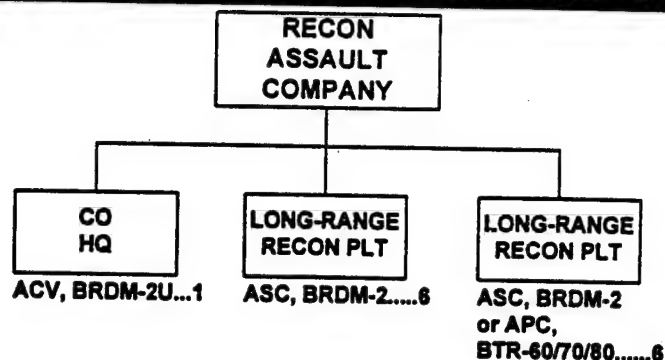 RECON
ASSAULT
COMPANY
CO
HQ
ACV, BRDM-2U...1
LONG-RANGE
RECON PLT
ASC, BRDM-2.....6
LONG-RANGE
RECON PLT
ASC, BRDM-2
or APC,
BTR-60/70/80......6